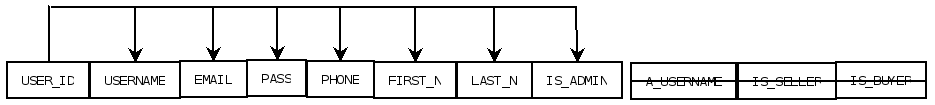 USER_ID USERNAME EMAIL PASS PHONE FIRST_N LAST_N IS_ADMIN A_USERNAME IS_SELLER IS_BUYER